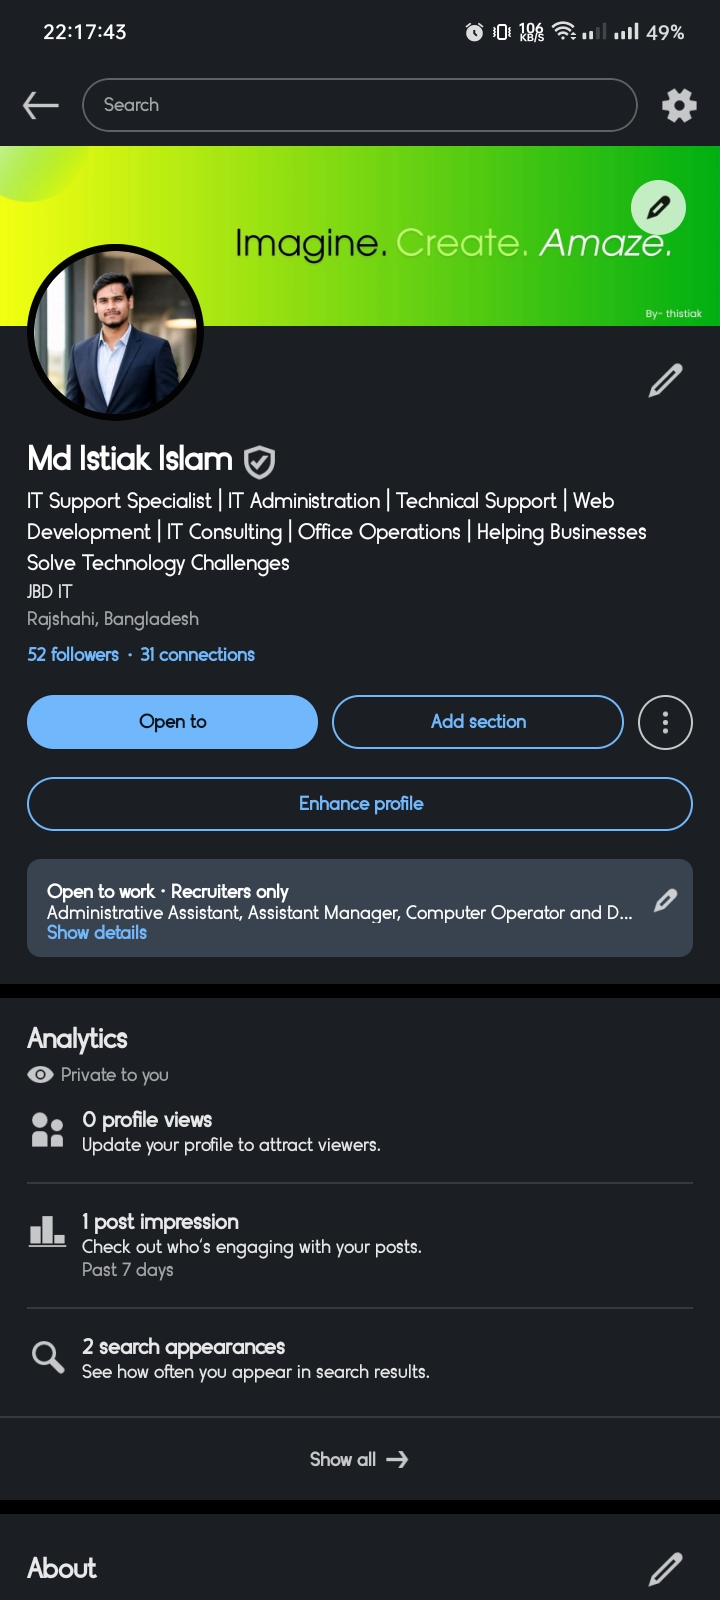 22:17:43
106 KB/S
49%
Search
Imagine. Create. Amaze.
By- thistiak
Md Istiak Islam
IT Support Specialist | IT Administration | Technical Support | Web
Development | IT Consulting | Office Operations | Helping Businesses
Solve Technology Challenges
JBD IT
Rajshahi, Bangladesh
52 followers · 31 connections
Open to
Add section
Enhance profile
Open to work · Recruiters only
Administrative Assistant, Assistant Manager, Computer Operator and D...
Show details
Analytics
Private to you
0 profile views
Update your profile to attract viewers.
1 post impression
Check out who's engaging with your posts.
Past 7 days
2 search appearances
See how often you appear in search results.
Show all
About